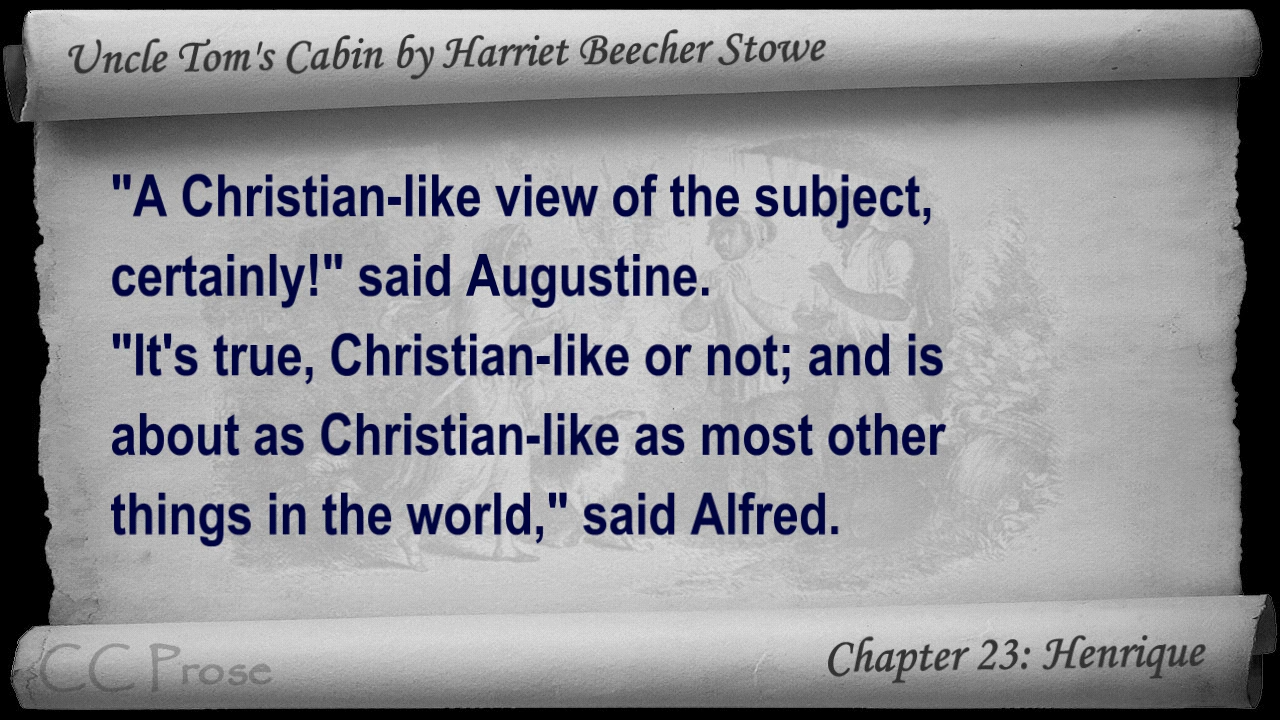 Uncle Tom's Cabin by Harriet Beecher Stowe
"A Christian-like view of the subject,
certainly!" said Augustine.
"It's true, Christian-like or not; and is
about as Christian-like as most other
things in the world," said Alfred.
CC Prose
Chapter 23: Henrique